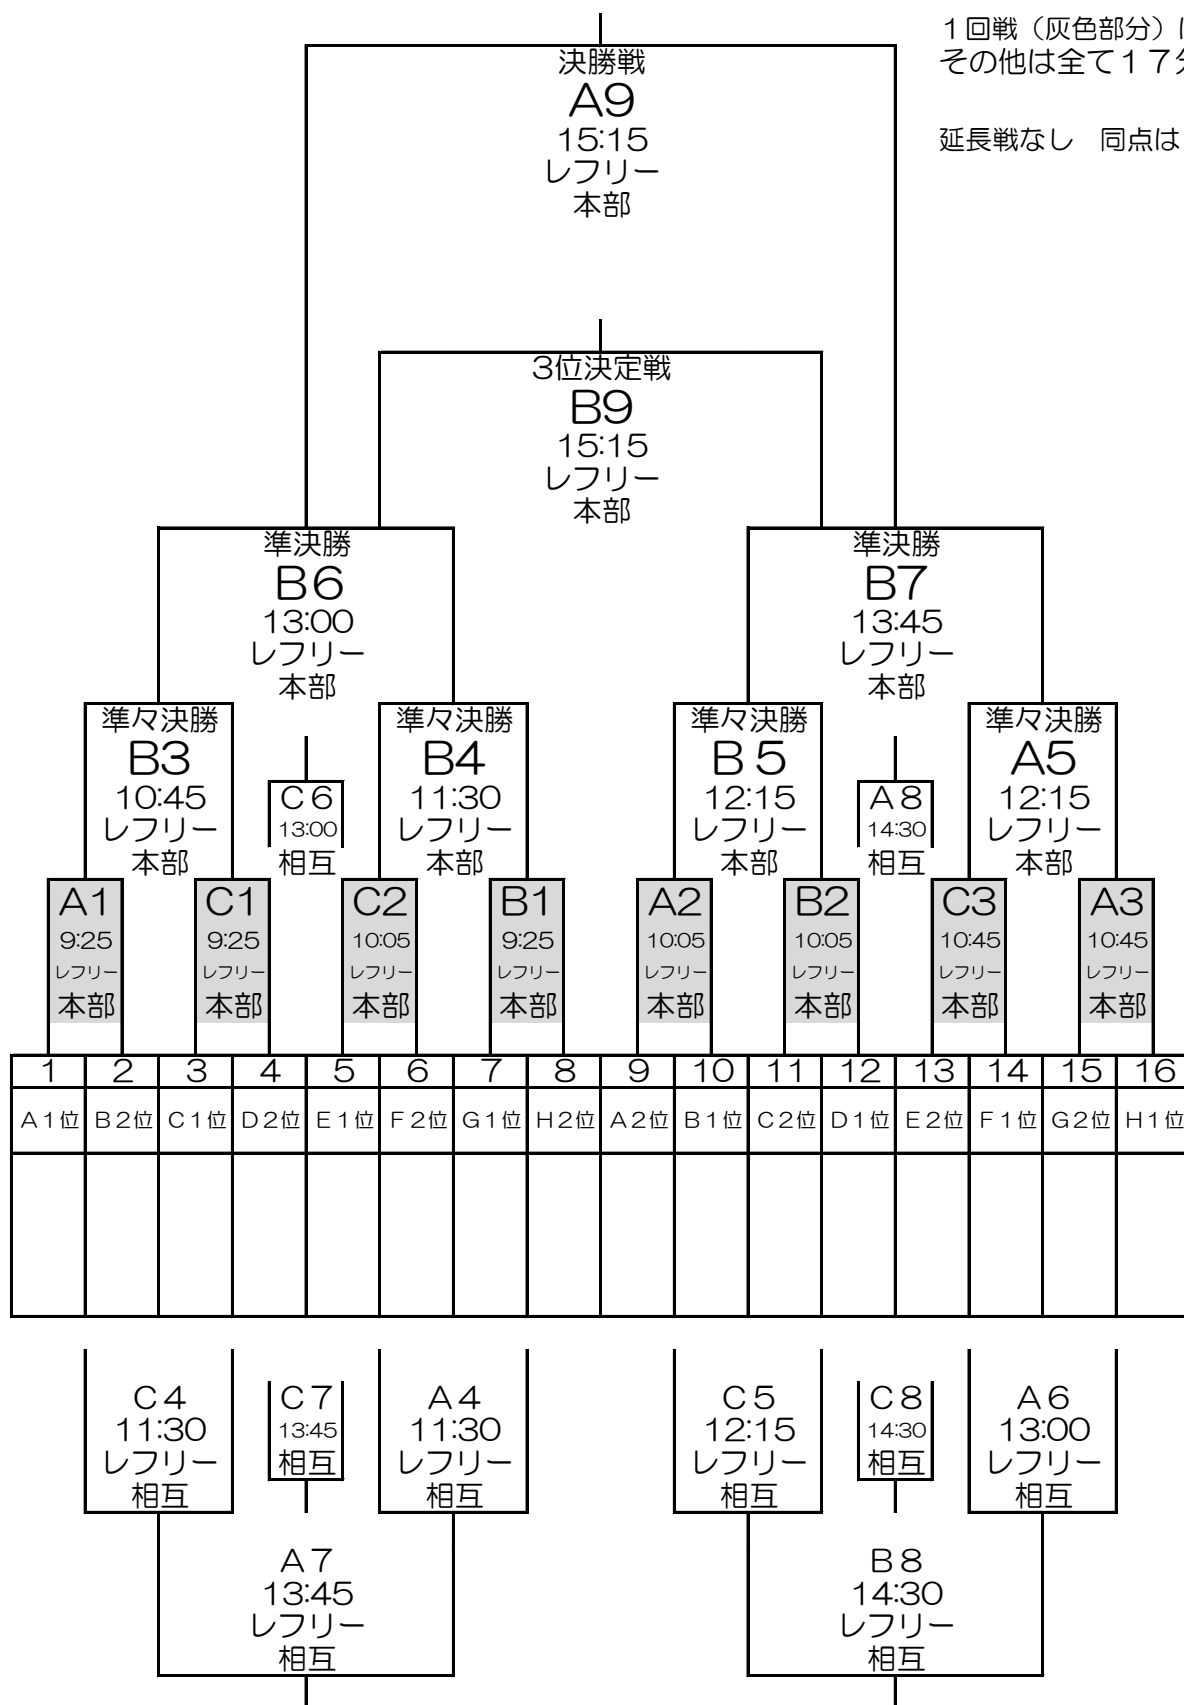 １回戦（灰色部分）
その他は全て１７
延長戦なし　同点は
決勝戦
A9
15:15
レフリー
本部
3位決定戦
B9
15:15
レフリー
本部
準決勝
B6
13:00
レフリー
本部
準決勝
B7
13:45
レフリー
本部
準々決勝
B3
10:45
レフリー
本部
C６
13:00
相互
準々決勝
B4
11:30
レフリー
本部
準々決勝
B５
12:15
レフリー
本部
A８
14:30
相互
準々決勝
A5
12:15
レフリー
本部
A1
9:25
レフリー
本部
C1
9:25
レフリー
本部
C2
10:05
レフリー
本部
B1
9:25
レフリー
本部
A2
10:05
レフリー
本部
B2
10:05
レフリー
本部
C3
10:45
レフリー
本部
A3
10:45
レフリー
本部
1 2 3 4 5 6 7 8 9 10 11 12 13 14 15 16
A１位 B２位 C１位 D２位 E１位 F２位 G１位 H２位 A２位 B１位 C２位 D１位 E２位 F１位 G２位 H１位
C４
11:30
レフリー
相互
C７
13:45
相互
A４
11:30
レフリー
相互
C５
12:15
レフリー
相互
C８
14:30
相互
A６
13:00
レフリー
相互
A７
13:45
レフリー
相互
B８
14:30
レフリー
相互